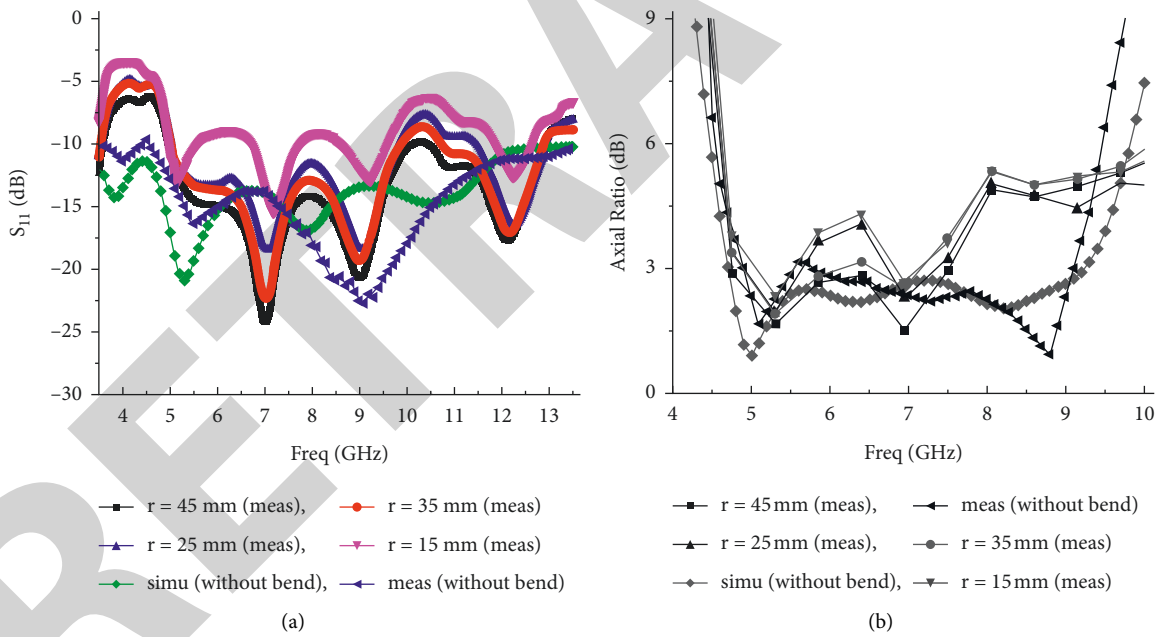 0
−5
−10
−15
−20
−25
−30
S11 (dB)
4 5 6 7 8 9 10 11 12 13
Freq (GHz)
r = 45 mm (meas), r = 35 mm (meas)
r = 25 mm (meas), r = 15 mm (meas)
simu (without bend), meas (without bend)
(a)
9
6
3
0
Axial Ratio (dB)
4 5 6 7 8 9 10
Freq (GHz)
r = 45 mm (meas), meas (without bend)
r = 25 mm (meas), r = 35 mm (meas)
simu (without bend), r = 15 mm (meas)
(b)
RETRA